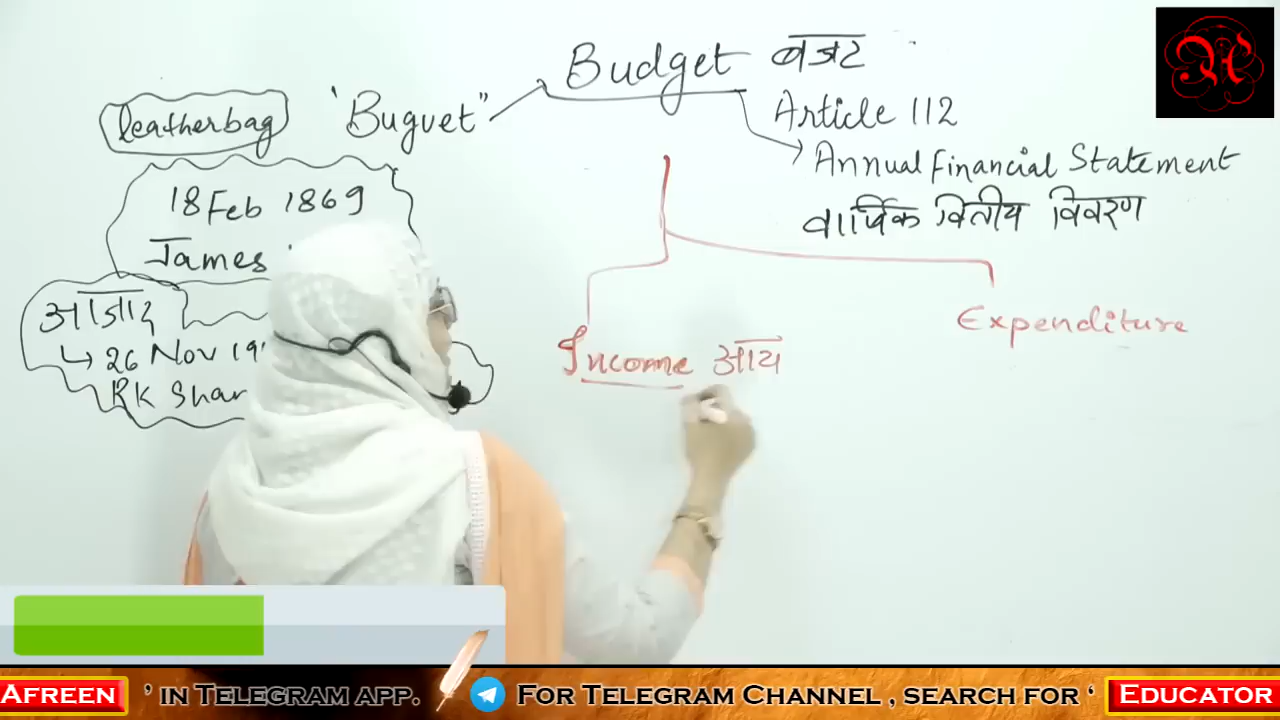 Budget बजट
leatherbag
'Buguet"
Article 112
Annual Financial Statement
वार्षिक वित्तीय विवरण
18 Feb 1869
James
आजाद
↳ 26 Nov 19
RK Shar
Income आय
Expenditure
AFREEN ’ IN TELEGRAM APP. FOR TELEGRAM CHANNEL , SEARCH FOR ‘ EDUCATOR